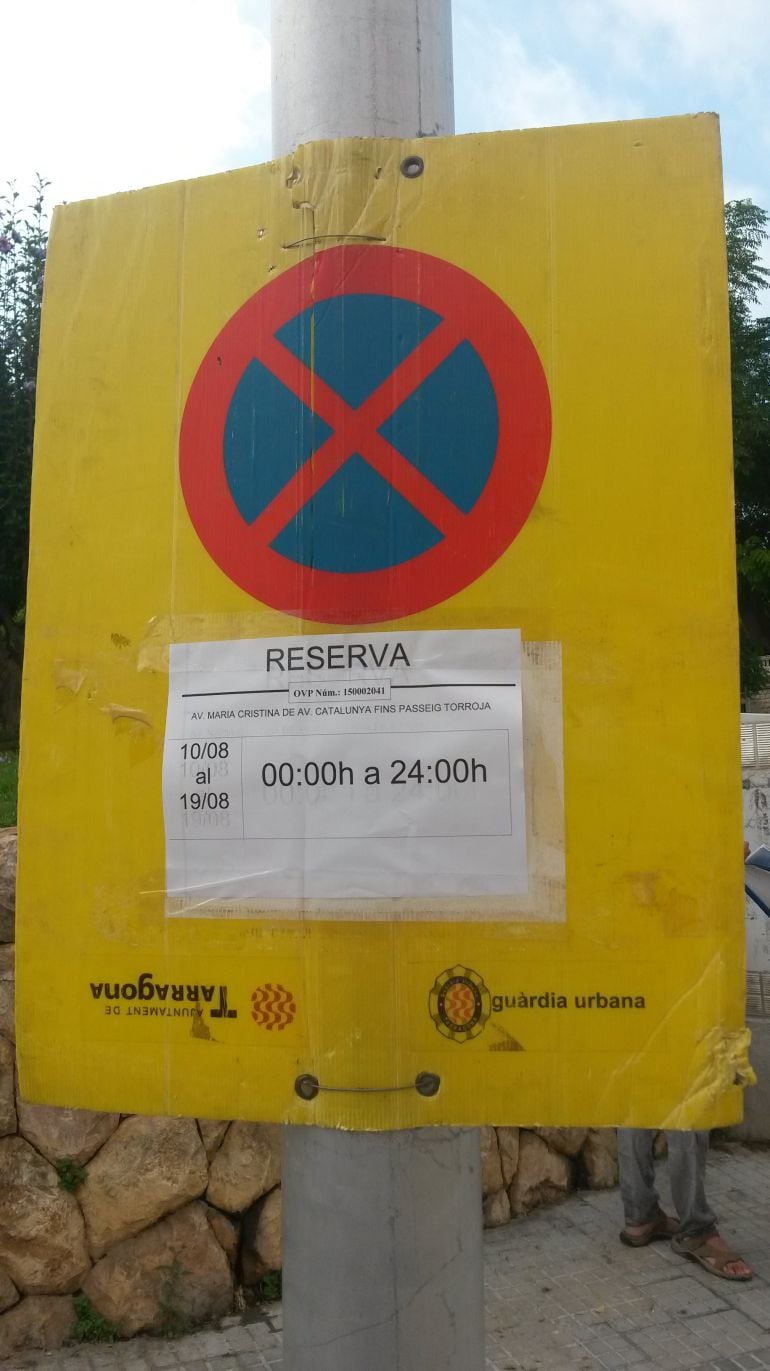 RESERVA
OVP Núm.: 150002041
AV. MARIA CRISTINA DE AV. CATALUNYA FINS PASSEIG TORROJA
10/08
al
19/08
00:00h a 24:00h
AJUNTAMENT DE
TARRAGONA
guàrdia urbana